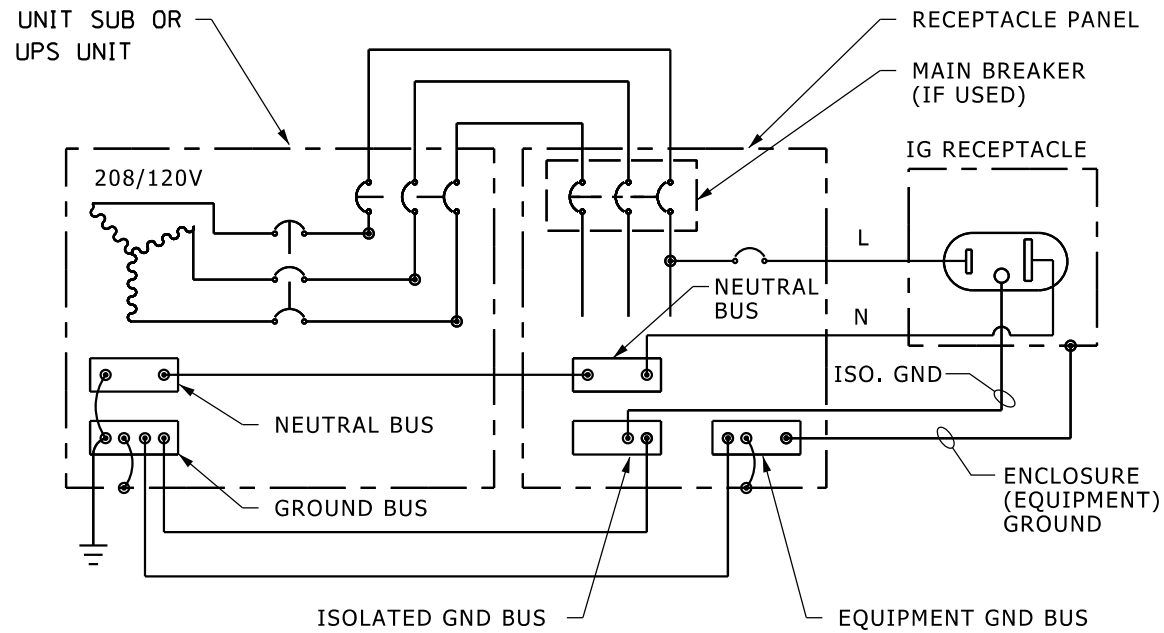 UNIT SUB OR
UPS UNIT
RECEPTACLE PANEL
MAIN BREAKER
(IF USED)
IG RECEPTACLE
208/120V
L
NEUTRAL
BUS
N
ISO. GND
NEUTRAL BUS
GROUND BUS
ENCLOSURE
(EQUIPMENT)
GROUND
ISOLATED GND BUS
EQUIPMENT GND BUS